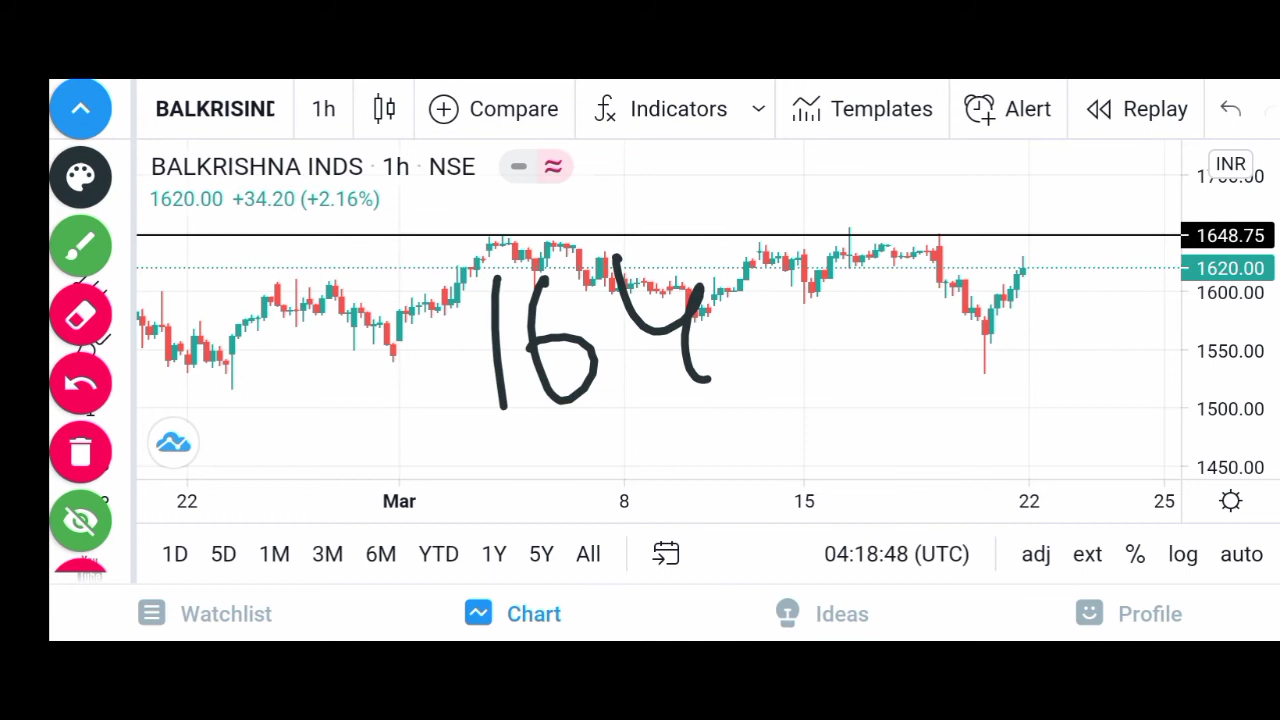 BALKRISIND 1h Compare Indicators Templates Alert Replay
BALKRISHNA INDS · 1h · NSE
INR
1620.00 +34.20 (+2.16%)
1648.75
1620.00
1600.00
1550.00
1500.00
1450.00
164
22 Mar 8 15 22 25
1D 5D 1M 3M 6M YTD 1Y 5Y All 04:18:48 (UTC) adj ext % log auto
Watchlist Chart Ideas Profile